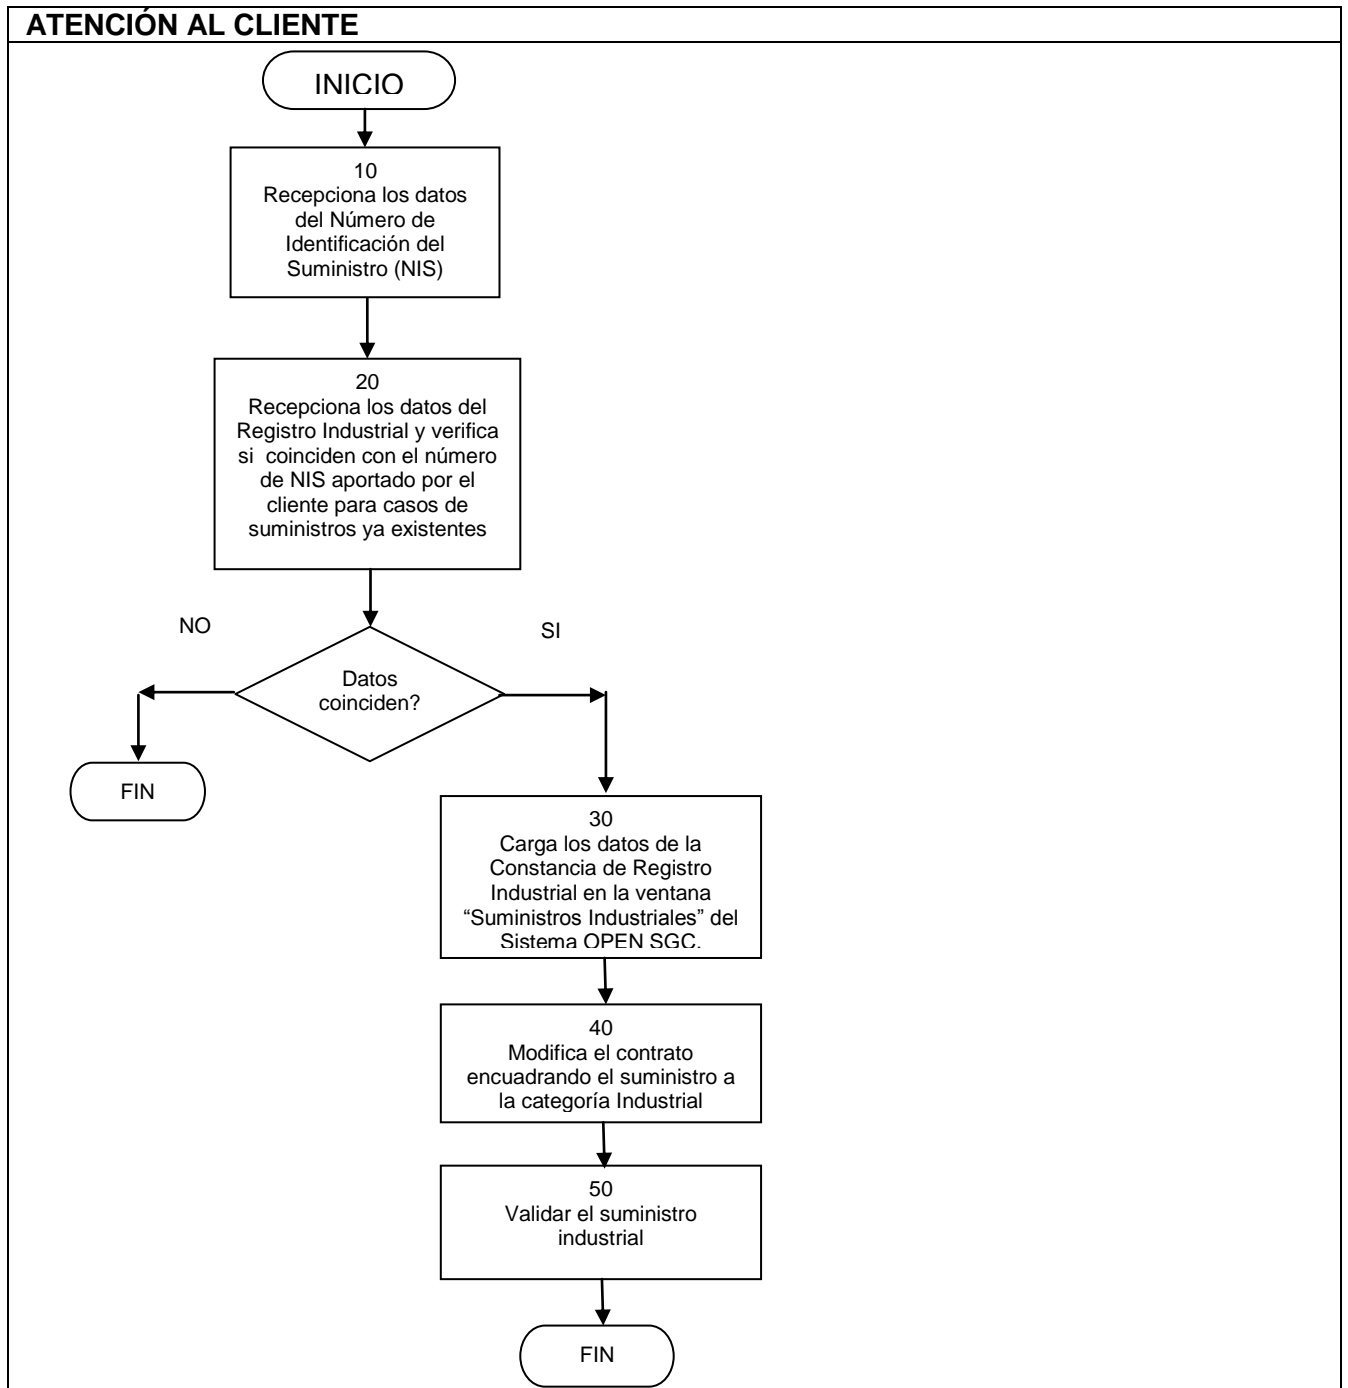 ATENCIÓN AL CLIENTE
INICIO
10
Recepciona los datos
del Número de
Identificación del
Suministro (NIS)
20
Recepciona los datos del
Registro Industrial y verifica
si coinciden con el número
de NIS aportado por el
cliente para casos de
suministros ya existentes
NO
SI
Datos
coinciden?
FIN
30
Carga los datos de la
Constancia de Registro
Industrial en la ventana
“Suministros Industriales” del
Sistema OPEN SGC.
40
Modifica el contrato
encuadrando el suministro a
la categoría Industrial
50
Validar el suministro
industrial
FIN